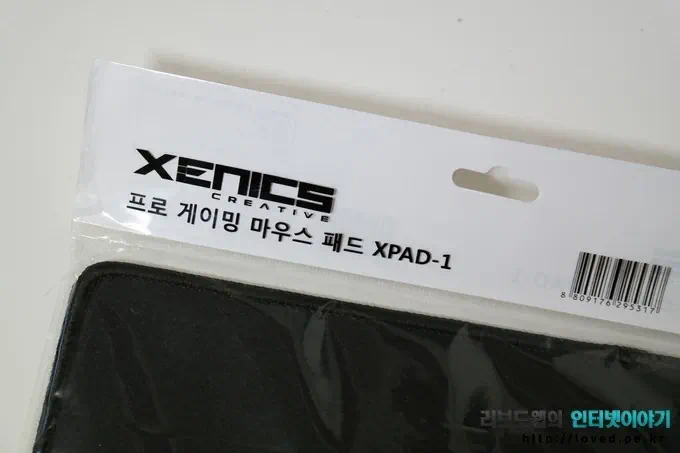 XENICS
CREATIVE
프로 게이밍 마우스 패드 XPAD-1
8 809176 295317
러브드웹의 인터넷이야기
http://loved.pe.kr